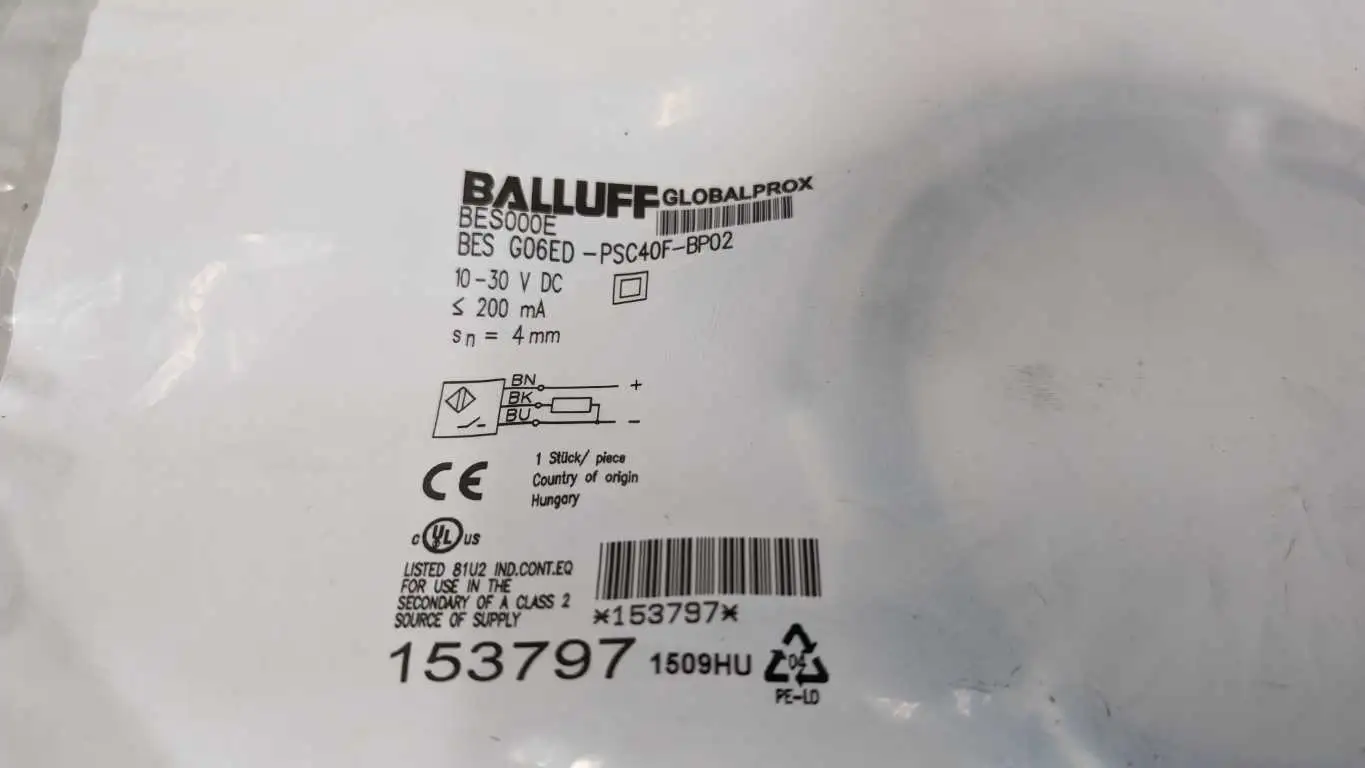 BALLUFF GLOBALPROX
BES000E
BES G06ED-PSC40F-BP02
10-30 V DC
≤ 200 mA
sn = 4mm
BN +
BK
BU -
1 Stück/ piece
Country of origin
Hungary
CE
c UL us
LISTED 81U2 IND.CONT.EQ
FOR USE IN THE
SECONDARY OF A CLASS 2
SOURCE OF SUPPLY
*153797*
153797 1509HU 04
PE-LD